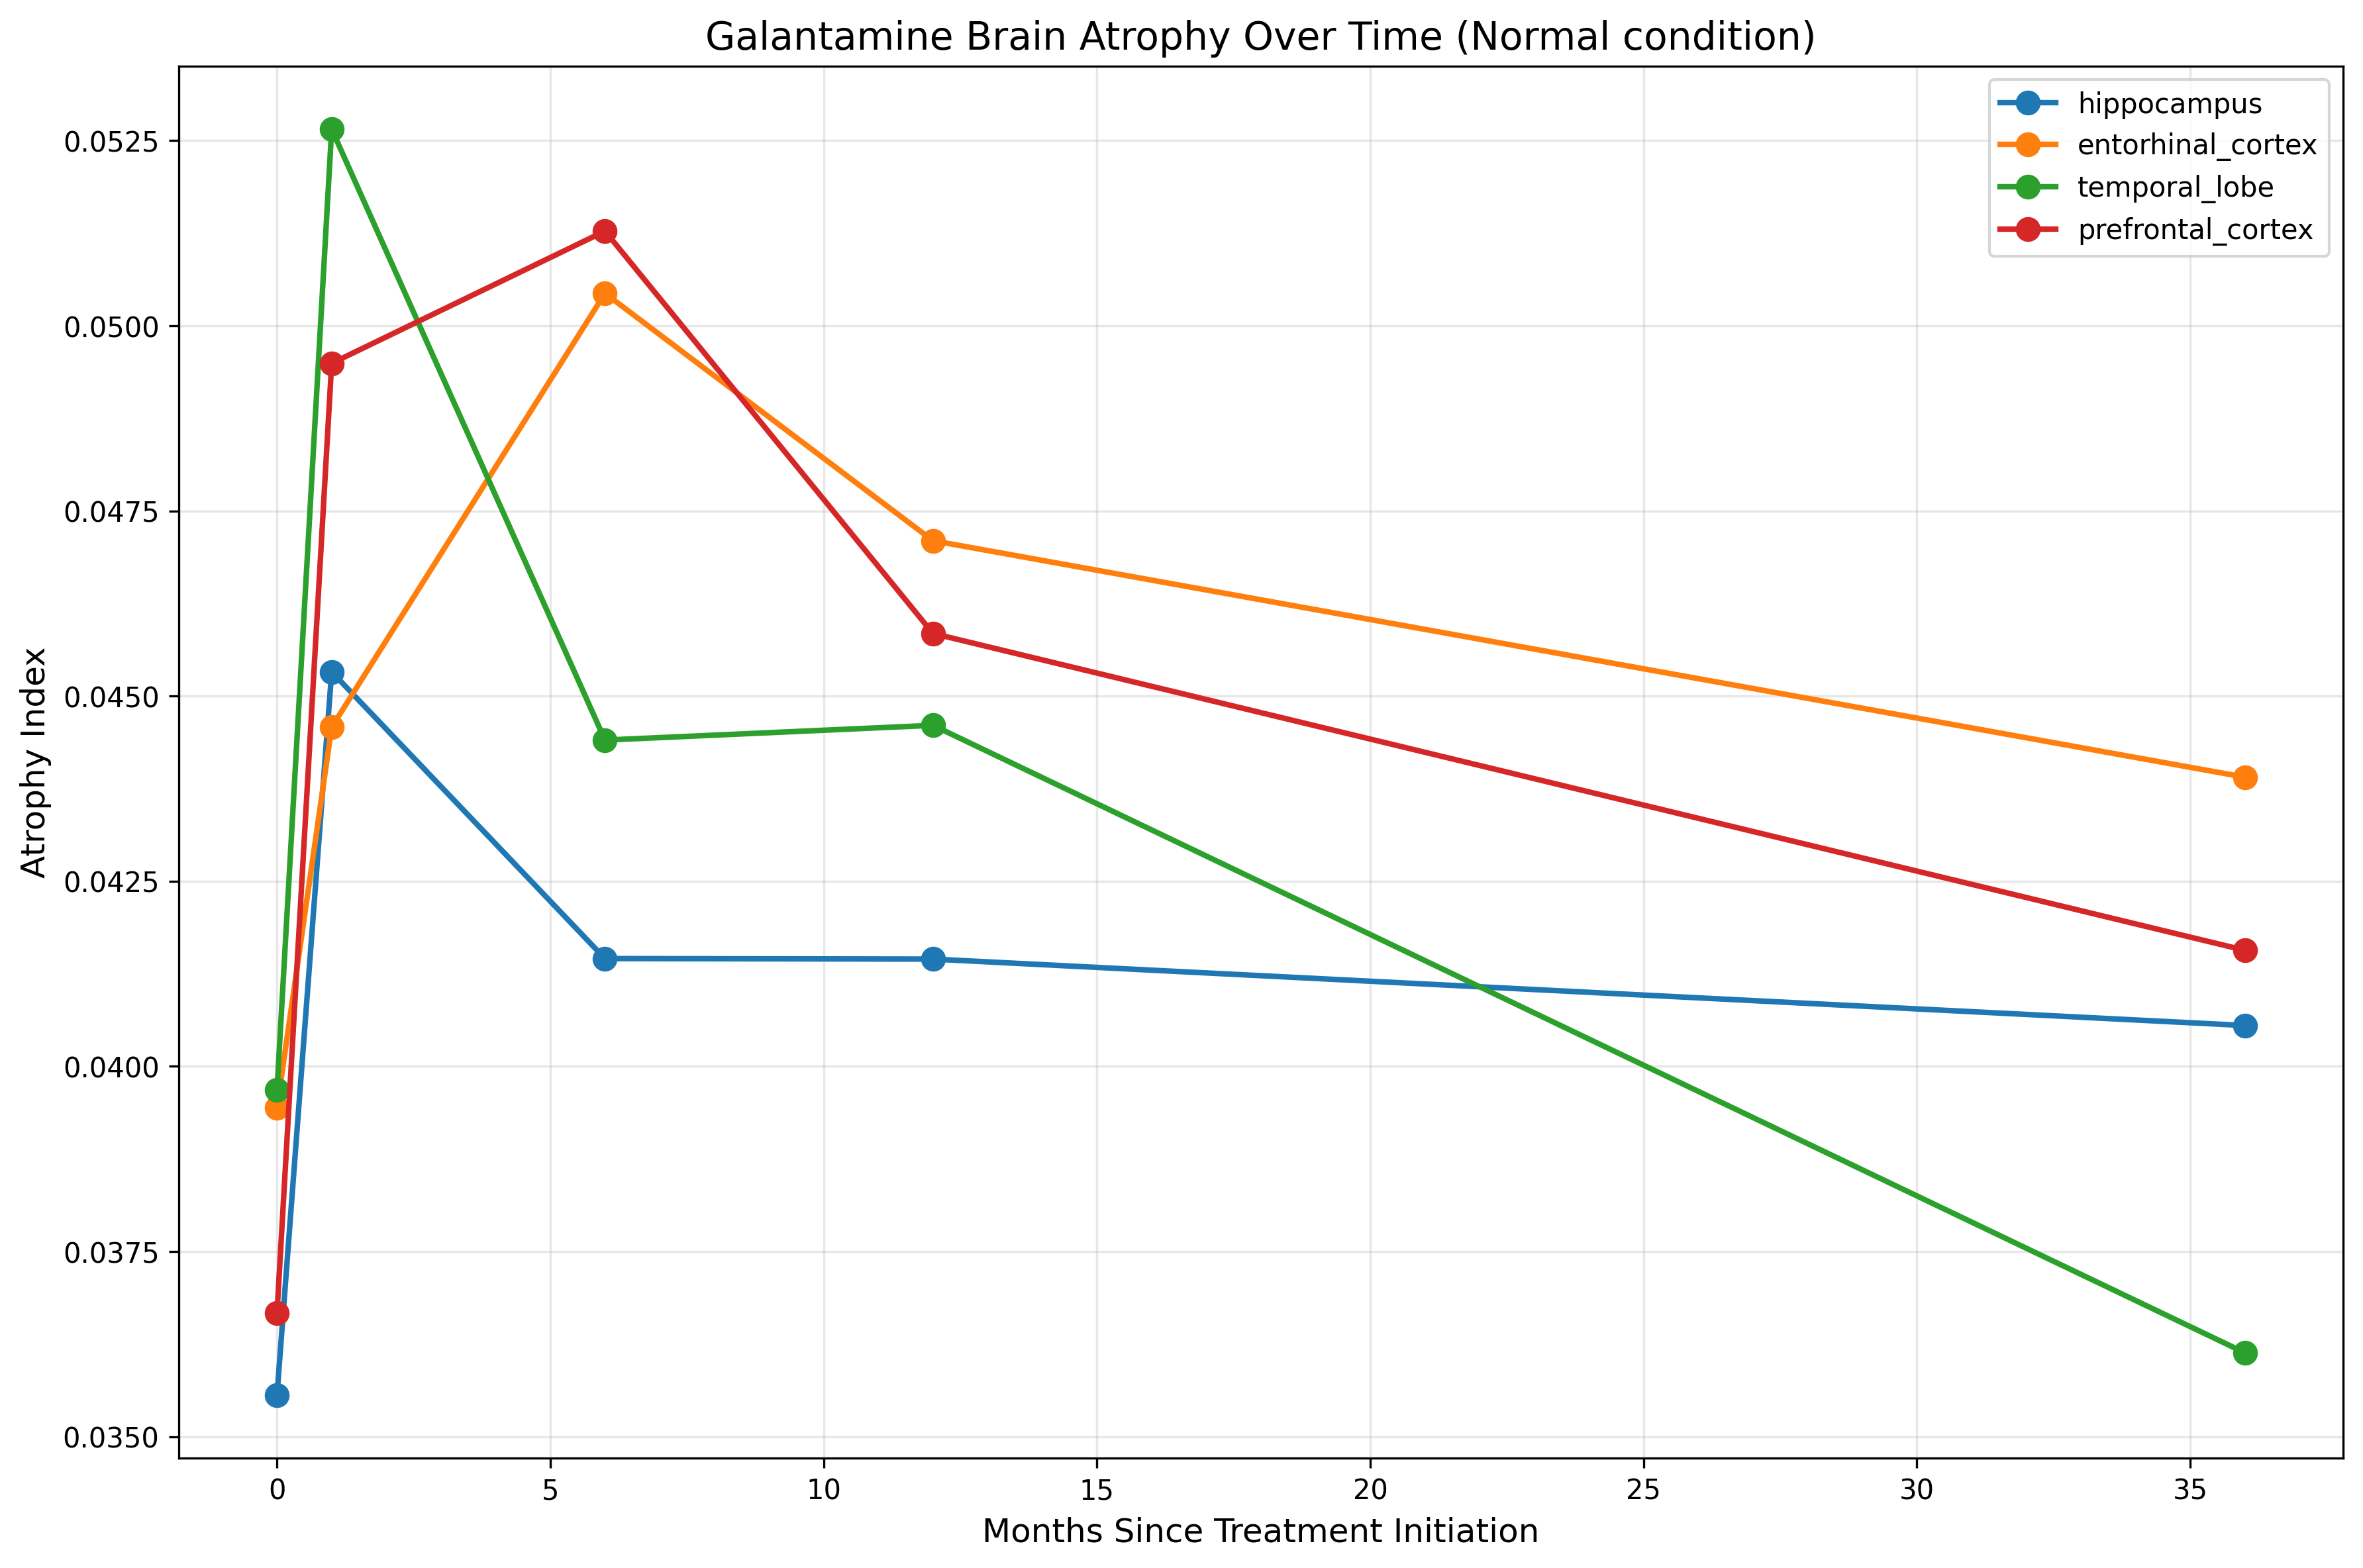 Galantamine Brain Atrophy Over Time (Normal condition)
hippocampus
entorhinal_cortex
temporal_lobe
prefrontal_cortex
Atrophy Index
0.0525
0.0500
0.0475
0.0450
0.0425
0.0400
0.0375
0.0350
0 5 10 15 20 25 30 35
Months Since Treatment Initiation